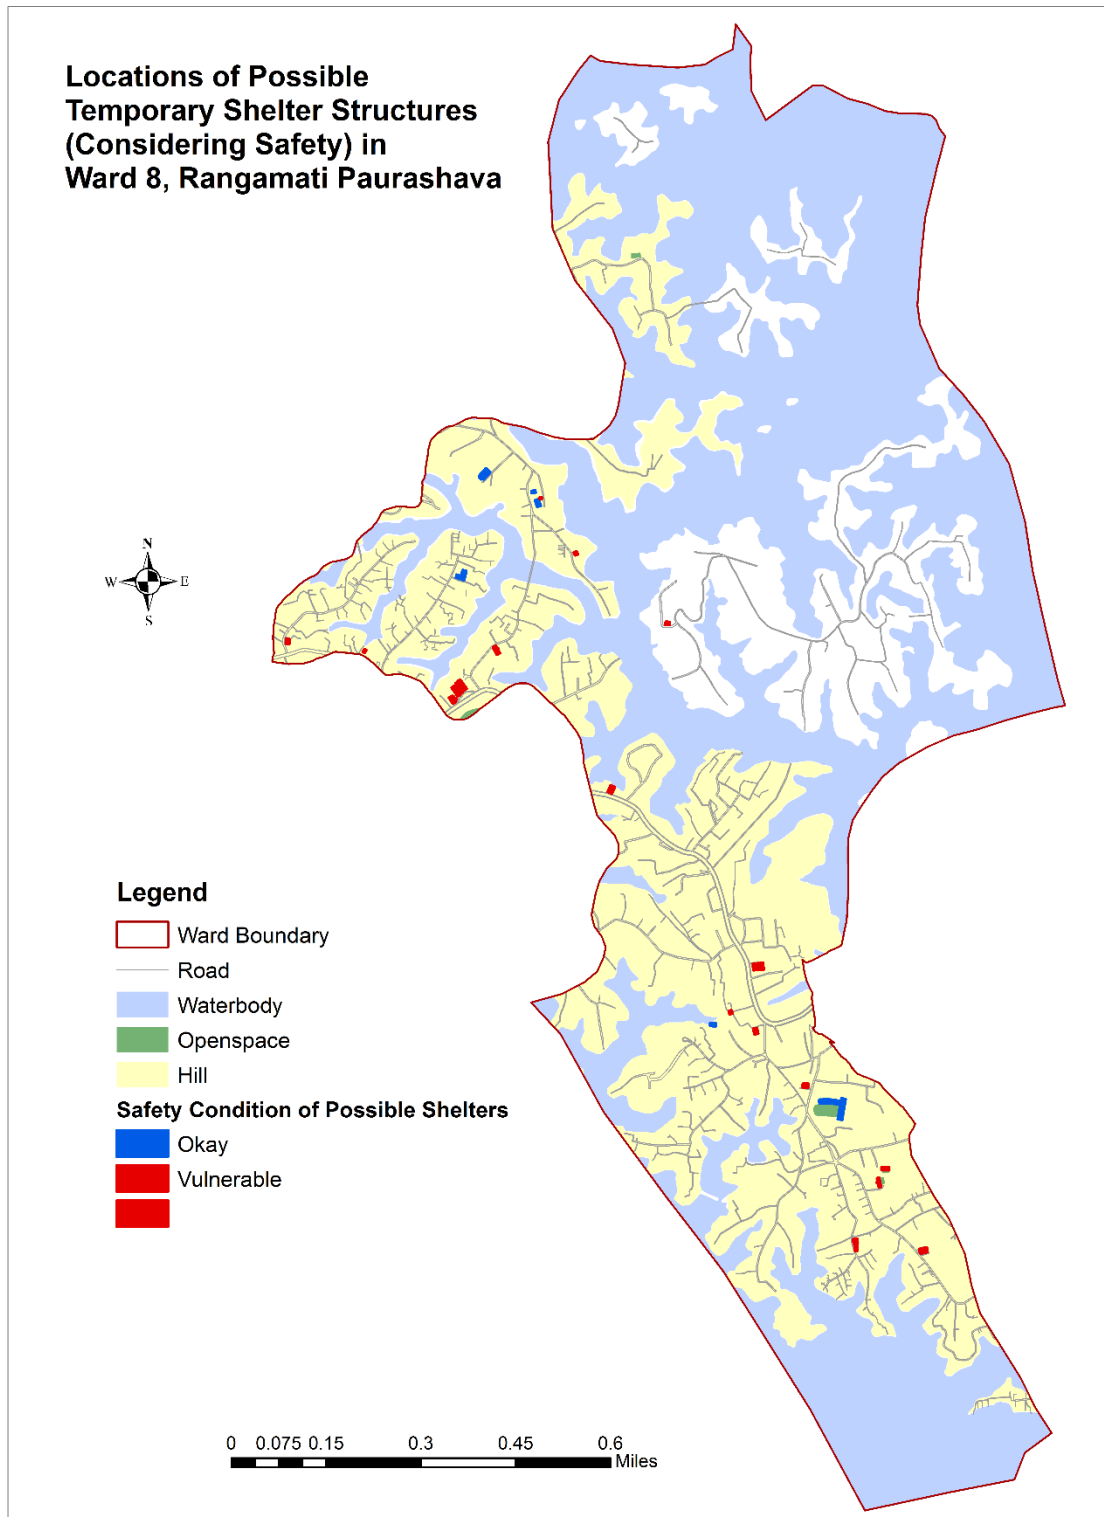 Locations of Possible
Temporary Shelter Structures
(Considering Safety) in
Ward 8, Rangamati Paurashava
N
W
E
S
Legend
Ward Boundary
Road
Waterbody
Openspace
Hill
Safety Condition of Possible Shelters
Okay
Vulnerable
0 0.075 0.15 0.3 0.45 0.6
Miles